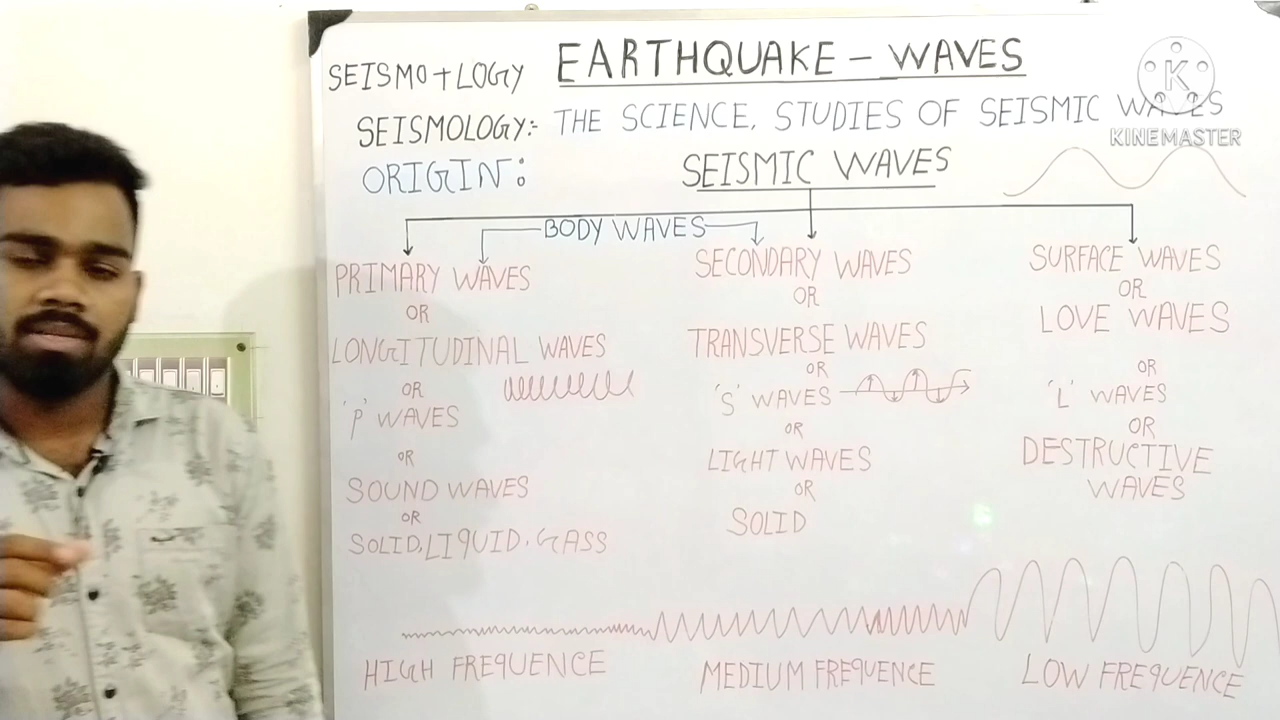 SEISMO+LOGY EARTHQUAKE - WAVES
SEISMOLOGY:- THE SCIENCE, STUDIES OF SEISMIC WAVES
KINEMASTER
ORIGIN: SEISMIC WAVES
BODY WAVES
PRIMARY WAVES
OR
LONGITUDINAL WAVES
OR
'P' WAVES
OR
SOUND WAVES
OR
SOLID, LIQUID, GASS
SECONDARY WAVES
OR
TRANSVERSE WAVES
OR
'S' WAVES
OR
LIGHT WAVES
OR
SOLID
SURFACE WAVES
OR
LOVE WAVES
OR
'L' WAVES
OR
DESTRUCTIVE
WAVES
HIGH FREQUENCE MEDIUM FREQUENCE LOW FREQUENCE